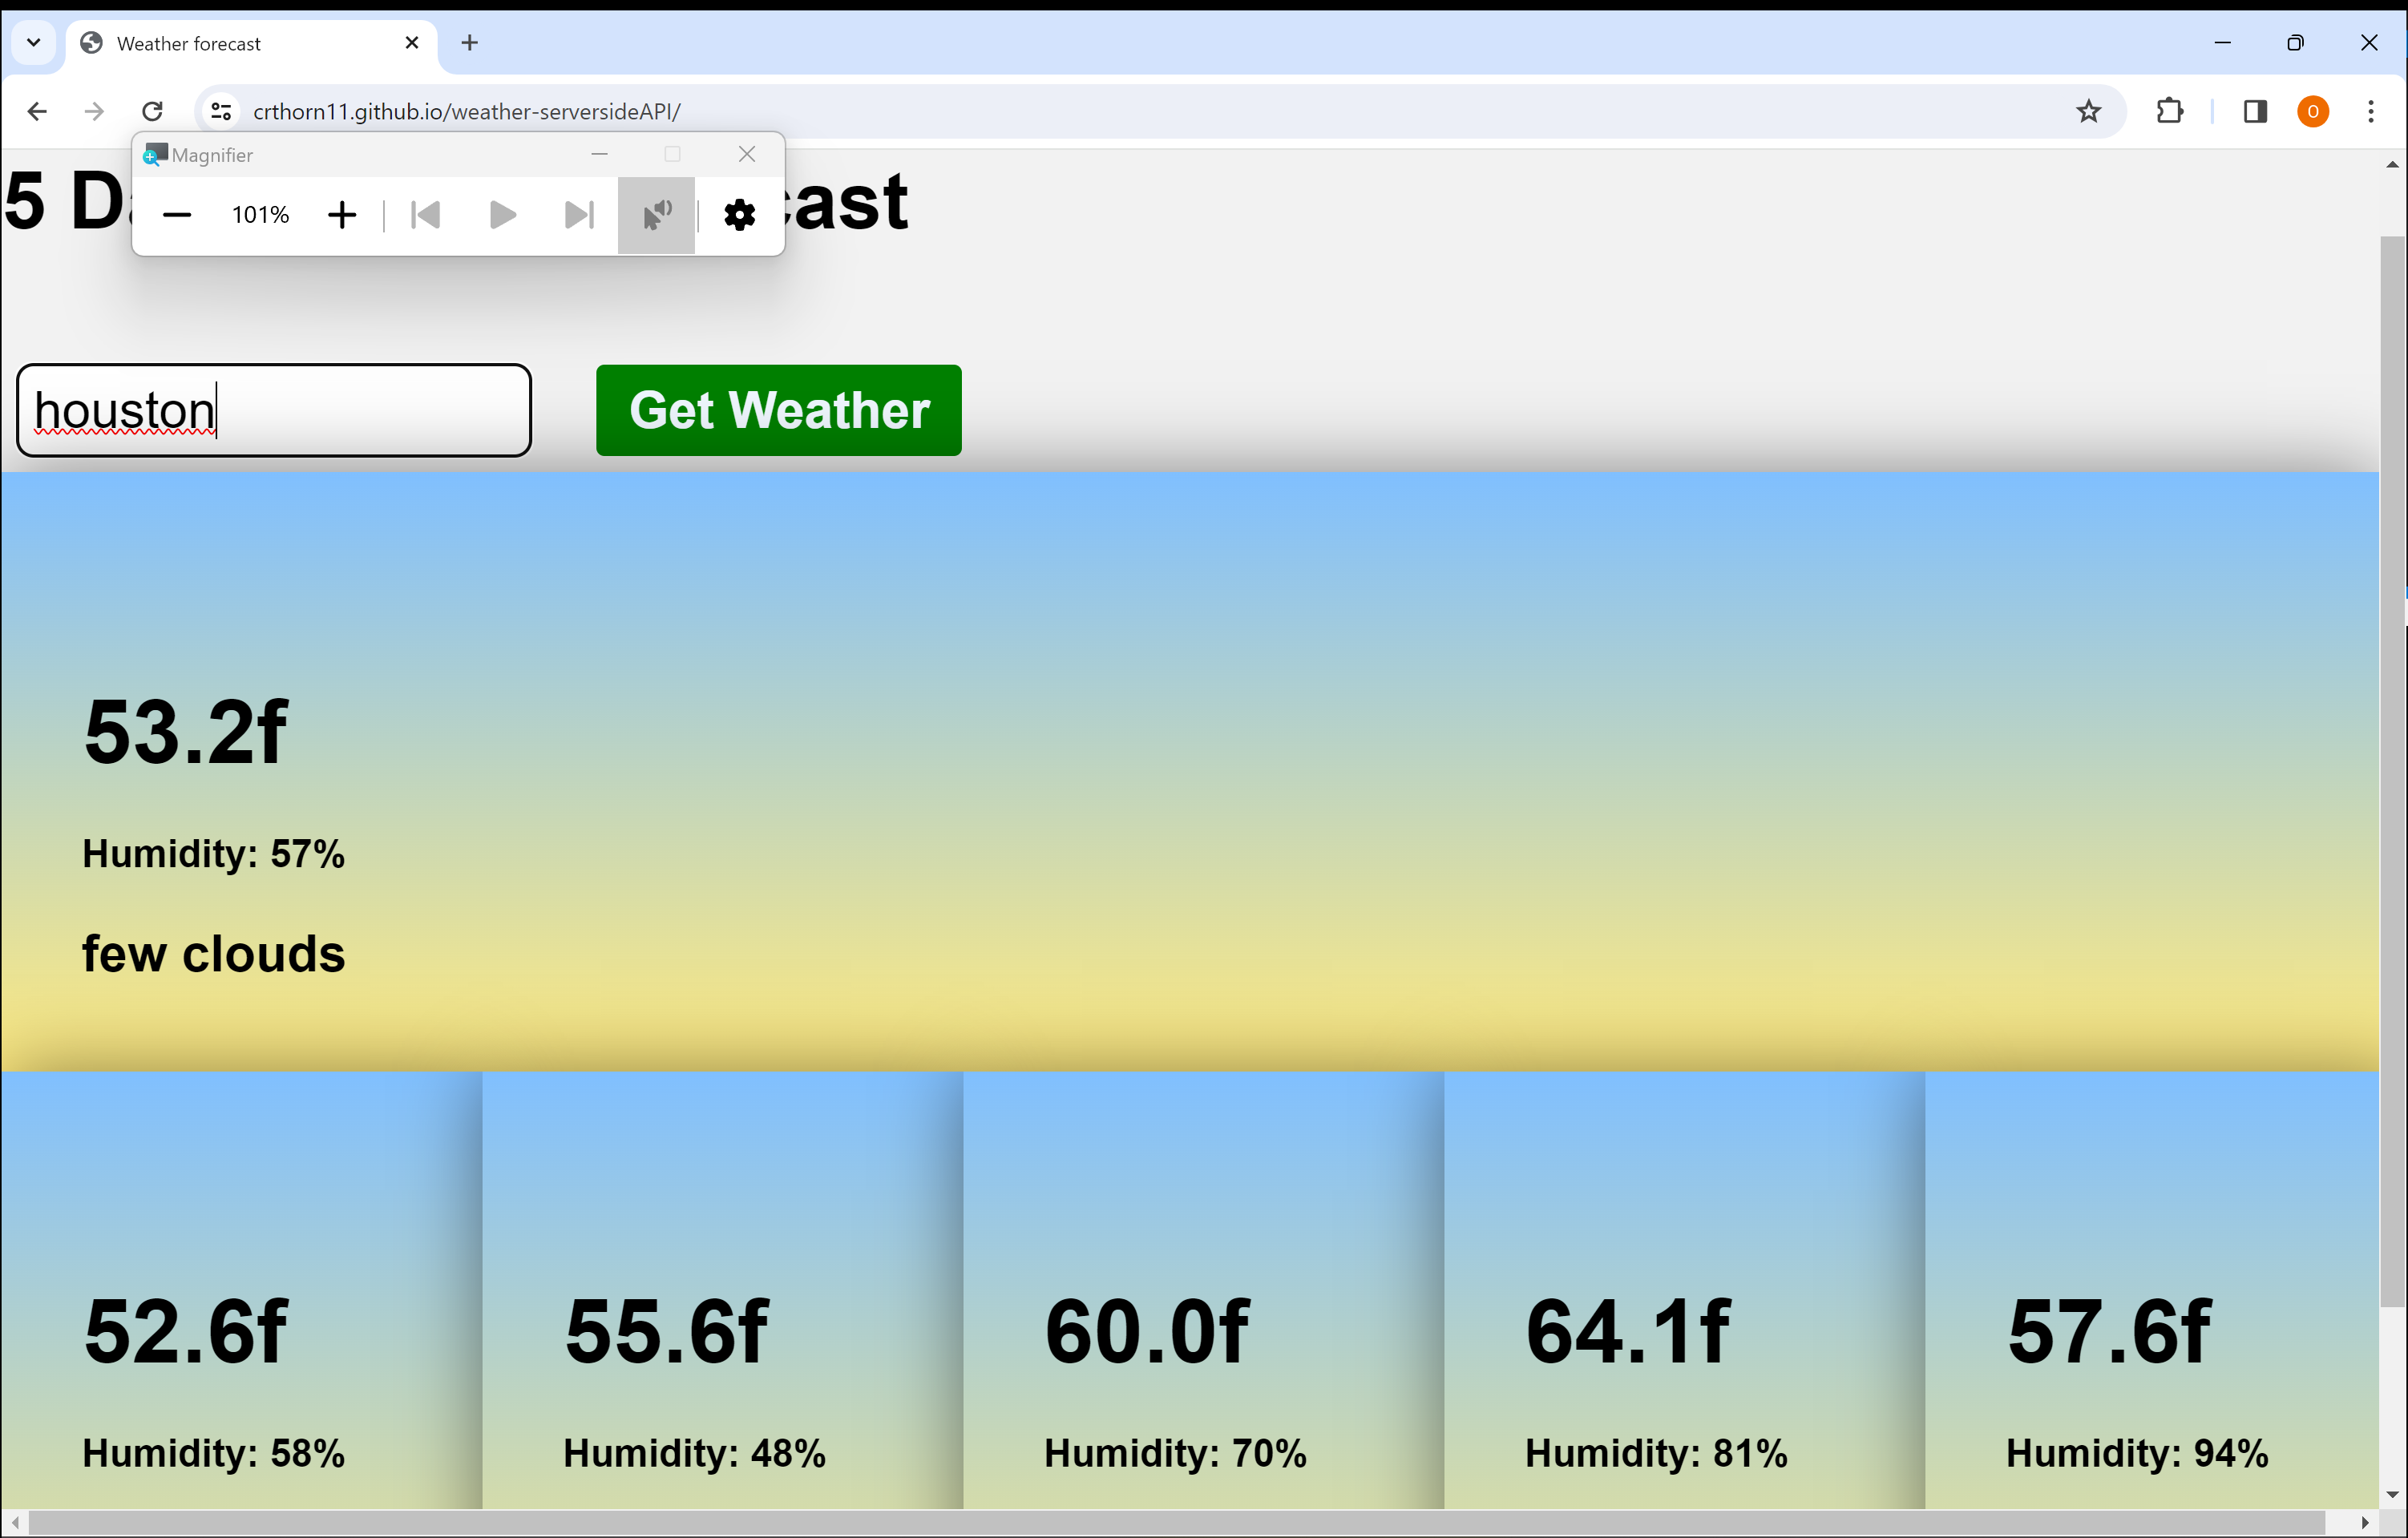 Weather forecast
crthorn11.github.io/weather-serversideAPI/
Magnifier
101%
5 D
cast
houston
Get Weather
53.2f
Humidity: 57%
few clouds
52.6f 55.6f 60.0f 64.1f 57.6f
Humidity: 58% Humidity: 48% Humidity: 70% Humidity: 81% Humidity: 94%